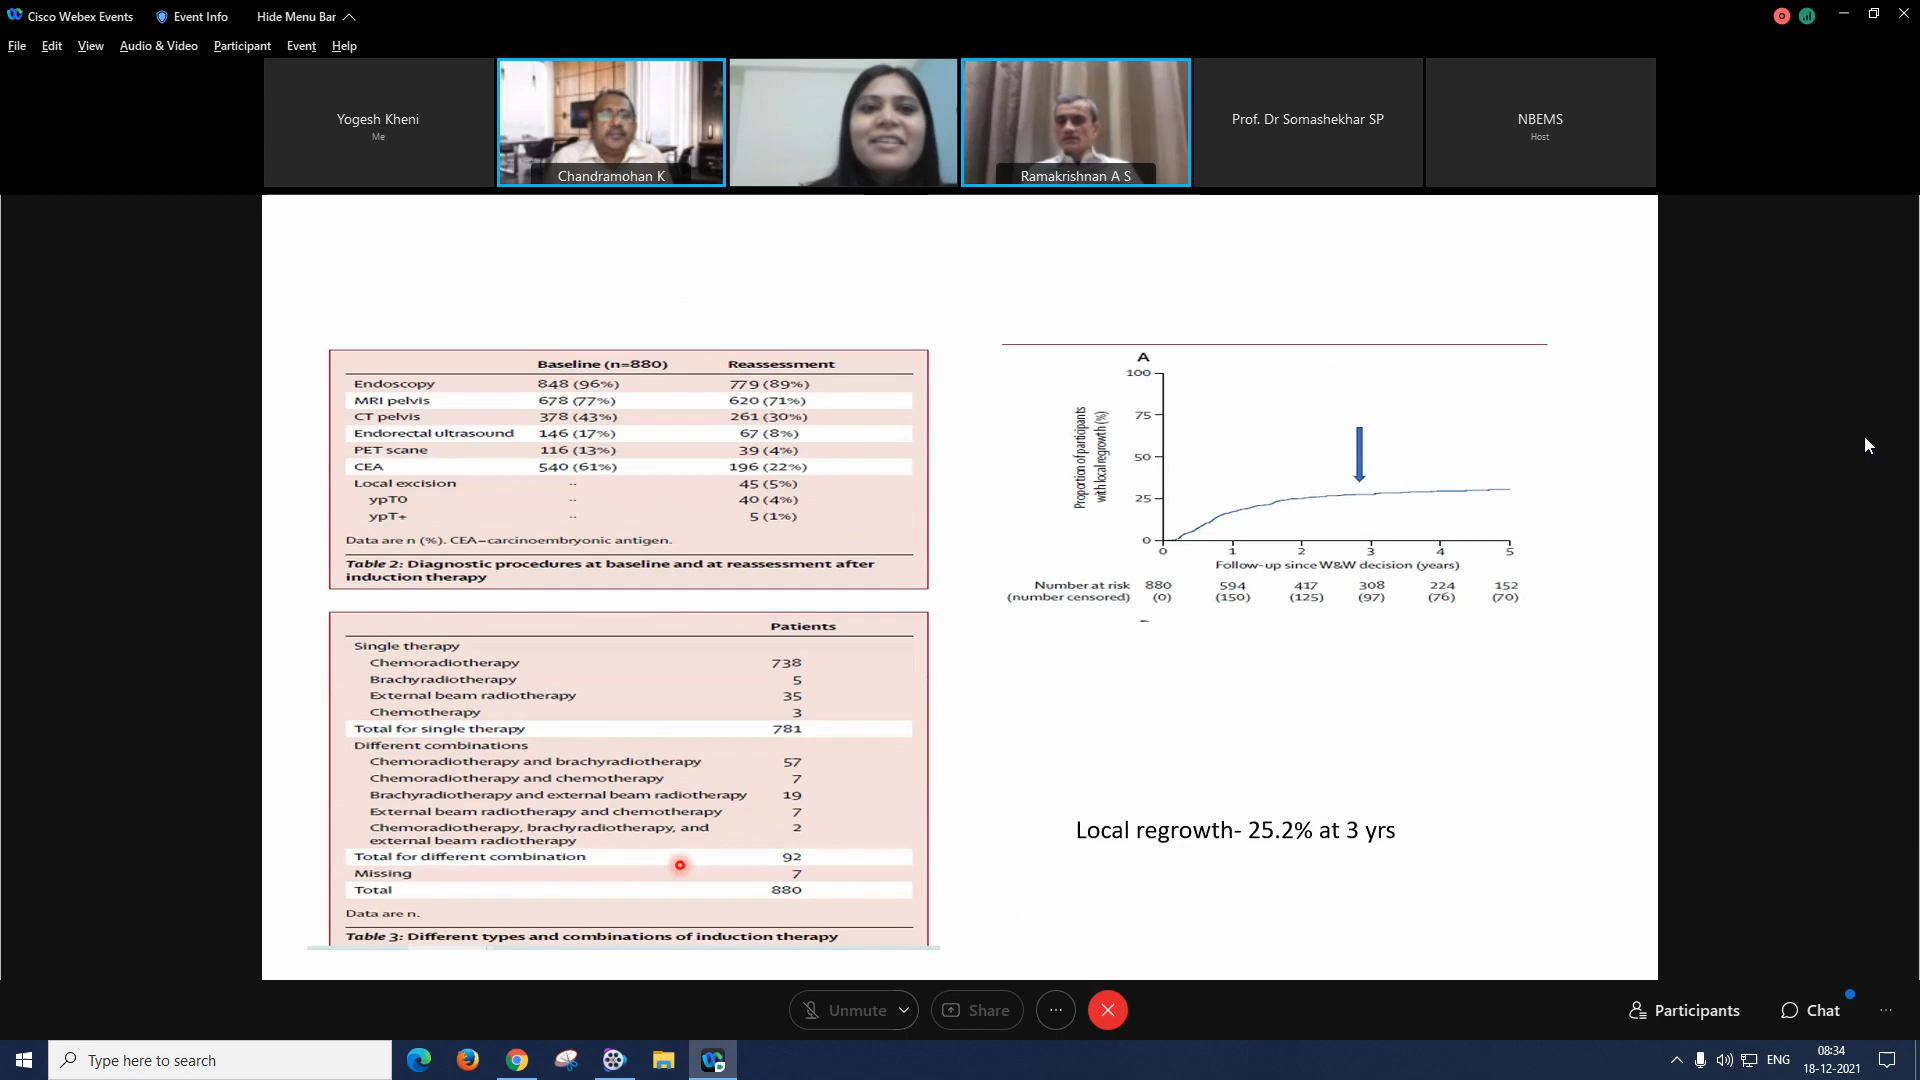 Cisco Webex Events Event Info Hide Menu Bar
File Edit View Audio & Video Participant Event Help
Yogesh Kheni
Me
Chandramohan K
Ramakrishnan A S
Prof. Dr Somashekhar SP
NBEMS
Host
Baseline (n=880) Reassessment
Endoscopy 848 (96%) 779 (89%)
MRI pelvis 678 (77%) 620 (71%)
CT pelvis 378 (43%) 261 (30%)
Endorectal ultrasound 146 (17%) 67 (8%)
PET scane 116 (13%) 39 (4%)
CEA 540 (61%) 196 (22%)
Local excision ·· 45 (5%)
ypT0 ·· 40 (4%)
ypT+ ·· 5 (1%)
Data are n (%). CEA=carcinoembryonic antigen.
Table 2: Diagnostic procedures at baseline and at reassessment after
induction therapy
Patients
Single therapy
Chemoradiotherapy 738
Brachyradiotherapy 5
External beam radiotherapy 35
Chemotherapy 3
Total for single therapy 781
Different combinations
Chemoradiotherapy and brachyradiotherapy 57
Chemoradiotherapy and chemotherapy 7
Brachyradiotherapy and external beam radiotherapy 19
External beam radiotherapy and chemotherapy 7
Chemoradiotherapy, brachyradiotherapy, and 2
external beam radiotherapy
Total for different combination 92
Missing 7
Total 880
Data are n.
Table 3: Different types and combinations of induction therapy
A
100
75
50
25
0
Proportion of participants
with local regrowth (%)
0 1 2 3 4 5
Follow-up since W&W decision (years)
Number at risk 880 594 417 308 224 152
(number censored) (0) (150) (125) (97) (76) (70)
Local regrowth- 25.2% at 3 yrs
Unmute Share Participants Chat
Type here to search
ENG
08:34
18-12-2021